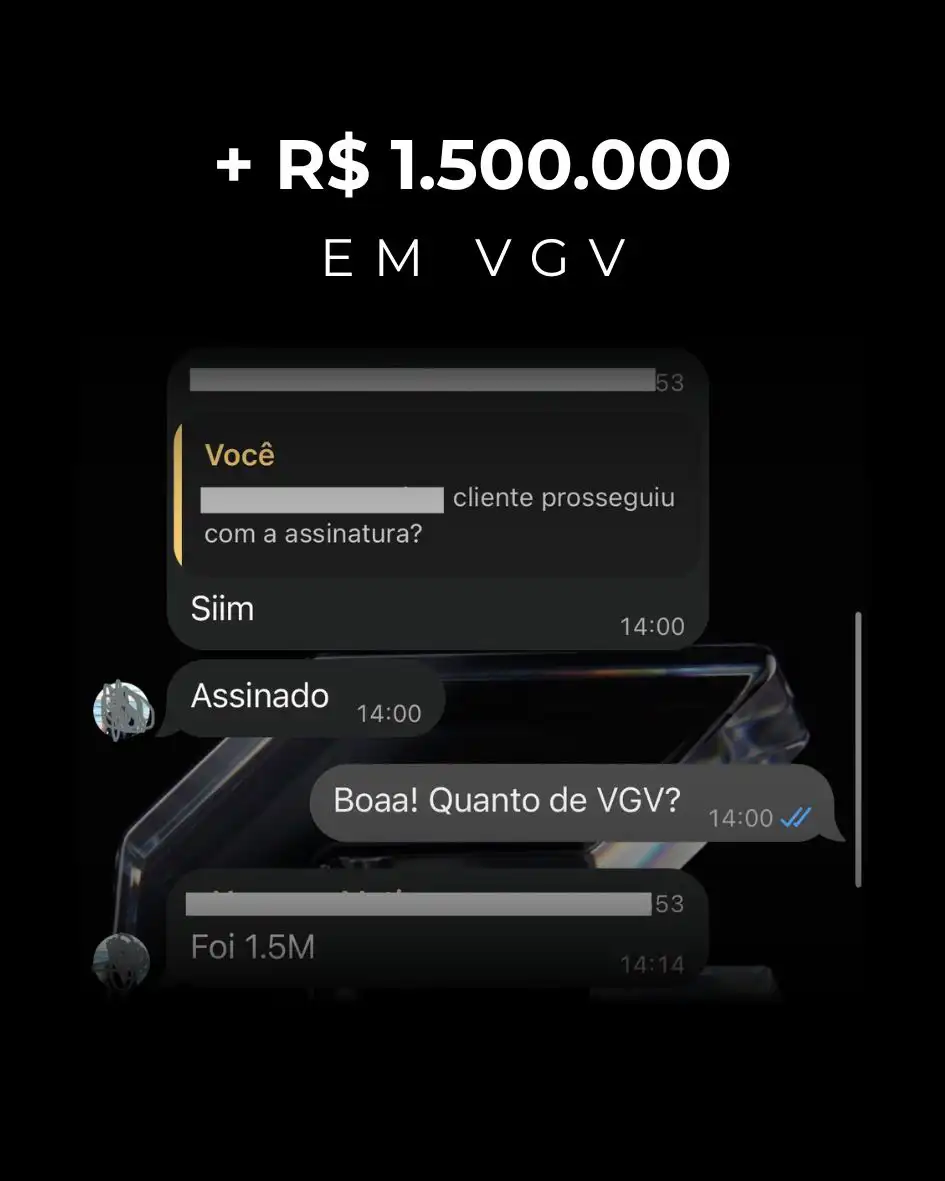 + R$ 1.500.000
EM VGV
53
Você
cliente prosseguiu
com a assinatura?
Siim
14:00
Assinado
14:00
Boaa! Quanto de VGV?
14:00
53
Foi 1.5M
14:14